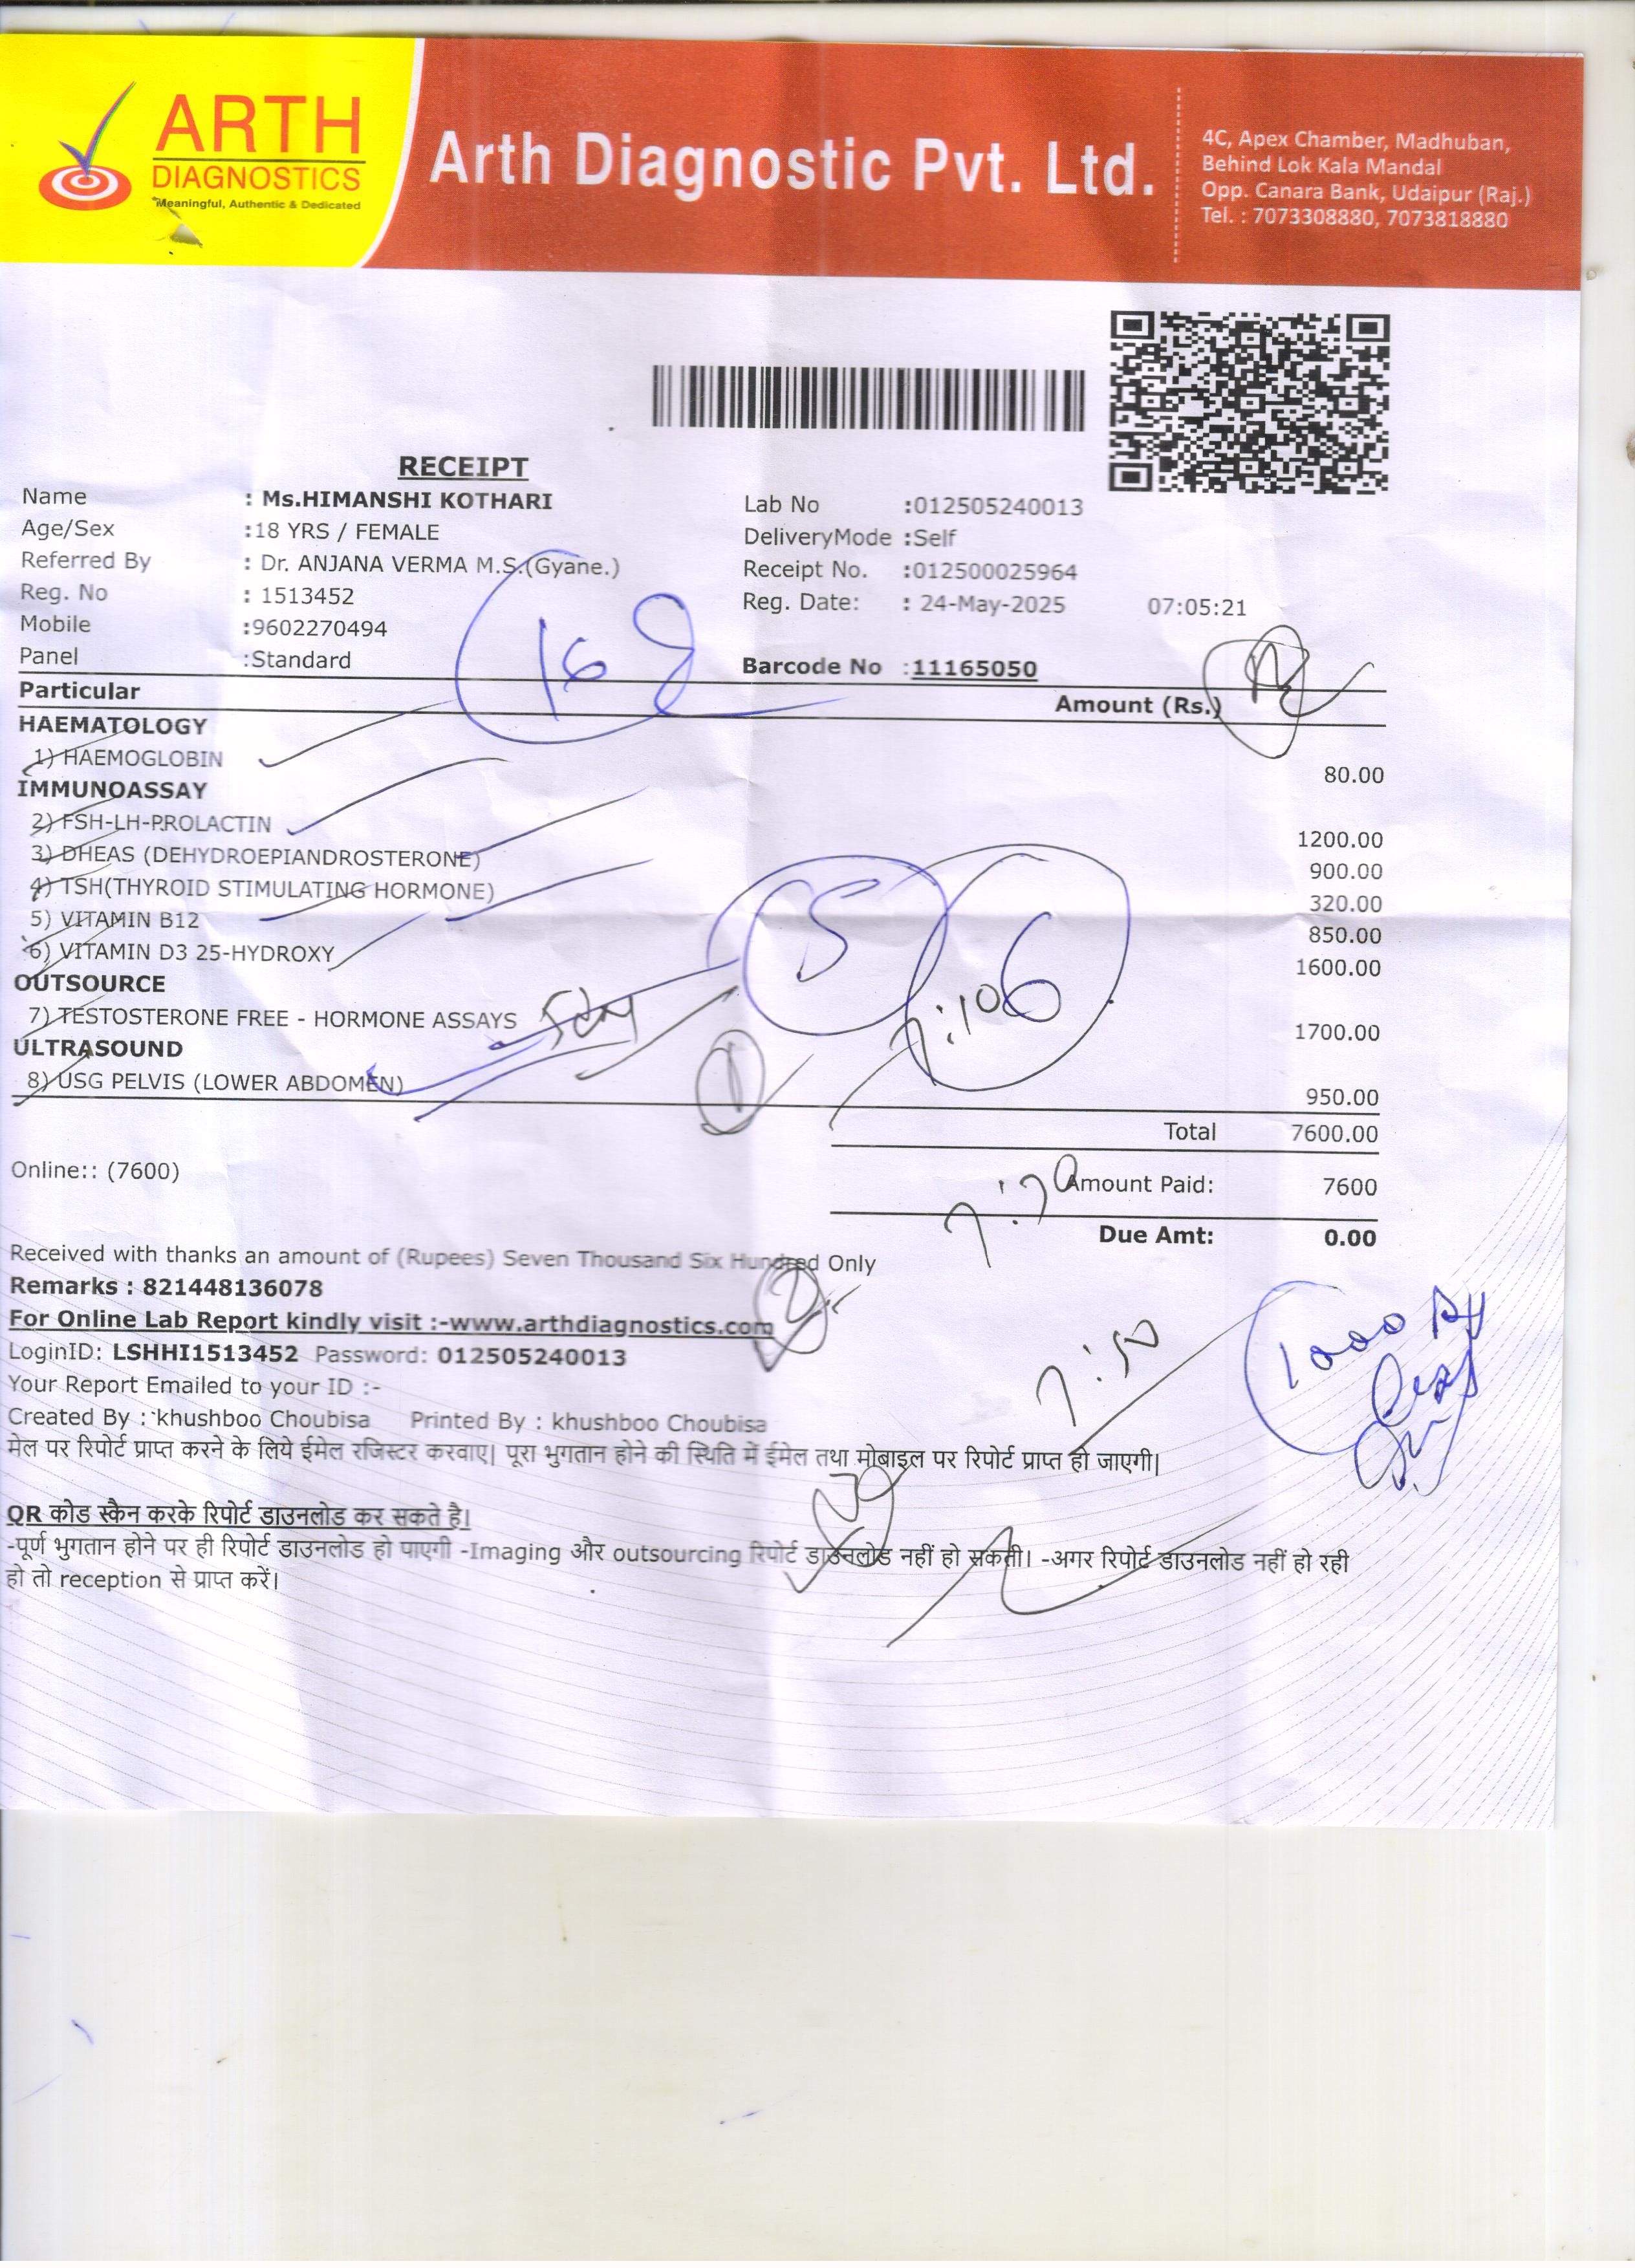 ARTH
DIAGNOSTICS
Meaningful, Authentic & Dedicated
Arth Diagnostic Pvt. Ltd.
4C, Apex Chamber, Madhuban,
Behind Lok Kala Mandal
Opp. Canara Bank, Udaipur (Raj.)
Tel. : 7073308880, 7073818880
RECEIPT
Name : Ms.HIMANSHI KOTHARI Lab No :012505240013
Age/Sex :18 YRS / FEMALE DeliveryMode :Self
Referred By : Dr. ANJANA VERMA M.S.(Gyane.) Receipt No. :012500025964
Reg. No : 1513452 Reg. Date: : 24-May-2025 07:05:21
Mobile :9602270494
Panel :Standard Barcode No :11165050
168
Particular Amount (Rs.)
HAEMATOLOGY
1) HAEMOGLOBIN 80.00
IMMUNOASSAY
2) FSH-LH-PROLACTIN 1200.00
3) DHEAS (DEHYDROEPIANDROSTERONE) 900.00
4) TSH(THYROID STIMULATING HORMONE) 320.00
5) VITAMIN B12 850.00
6) VITAMIN D3 25-HYDROXY 1600.00
5 6
OUTSOURCE
7) TESTOSTERONE FREE - HORMONE ASSAYS 1700.00
7:10
ULTRASOUND
8) USG PELVIS (LOWER ABDOMEN) 950.00
1
Total 7600.00
Online:: (7600) Amount Paid: 7600
Due Amt: 0.00
Received with thanks an amount of (Rupees) Seven Thousand Six Hundred Only
Remarks : 821448136078
For Online Lab Report kindly visit :-www.arthdiagnostics.com
2
1000
LoginID: LSHHI1513452 Password: 012505240013
7:50
Your Report Emailed to your ID :-
Created By : khushboo Choubisa Printed By : khushboo Choubisa
मेल पर रिपोर्ट प्राप्त करने के लिये ईमेल रजिस्टर करवाए। पूरा भुगतान होने की स्थिति में ईमेल तथा मोबाइल पर रिपोर्ट प्राप्त हो जाएगी।
QR कोड स्कैन करके रिपोर्ट डाउनलोड कर सकते है।
-पूर्ण भुगतान होने पर ही रिपोर्ट डाउनलोड हो पाएगी -Imaging और outsourcing रिपोर्ट डाउनलोड नहीं हो सकती। -अगर रिपोर्ट डाउनलोड नहीं हो रही
हो तो reception से प्राप्त करें।